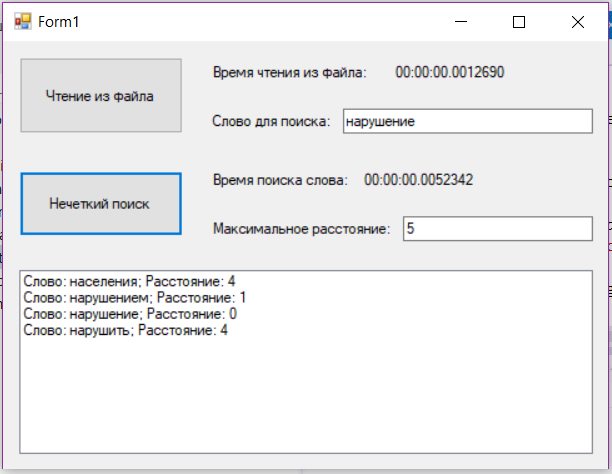 Form1
Чтение из файла
Время чтения из файла: 00:00:00.0012690
Слово для поиска: нарушение
Нечеткий поиск
Время поиска слова: 00:00:00.0052342
Максимальное расстояние: 5
Слово: населения; Расстояние: 4
Слово: нарушением; Расстояние: 1
Слово: нарушение; Расстояние: 0
Слово: нарушить; Расстояние: 4